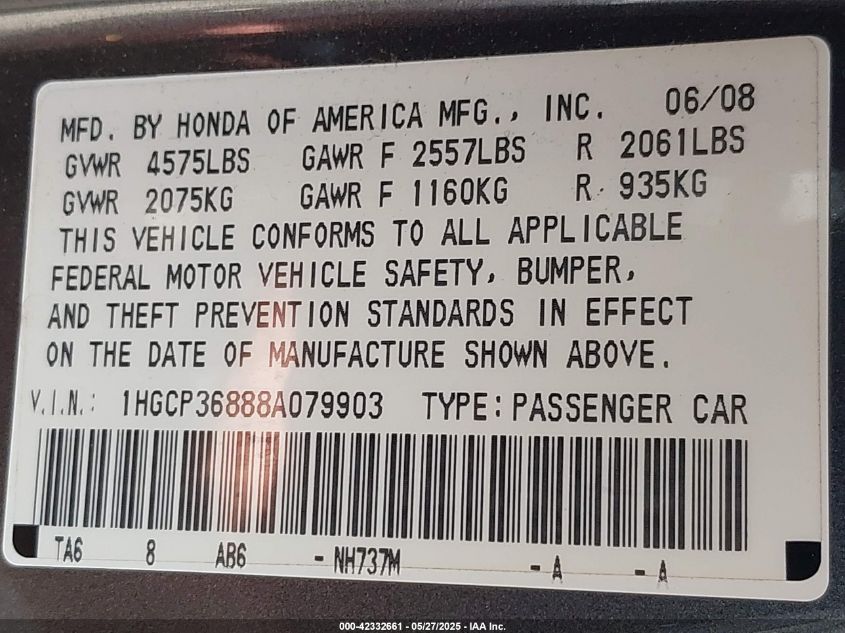 MFD. BY HONDA OF AMERICA MFG., INC. 06/08
GVWR 4575LBS GAWR F 2557LBS R 2061LBS
GVWR 2075KG GAWR F 1160KG R 935KG
THIS VEHICLE CONFORMS TO ALL APPLICABLE
FEDERAL MOTOR VEHICLE SAFETY, BUMPER,
AND THEFT PREVENTION STANDARDS IN EFFECT
ON THE DATE OF MANUFACTURE SHOWN ABOVE.
V.I.N.: 1HGCP36888A079903 TYPE: PASSENGER CAR
TA6 8 AB6 - NH737M - A - A
000-42332661 - 05/27/2025 - IAA Inc.